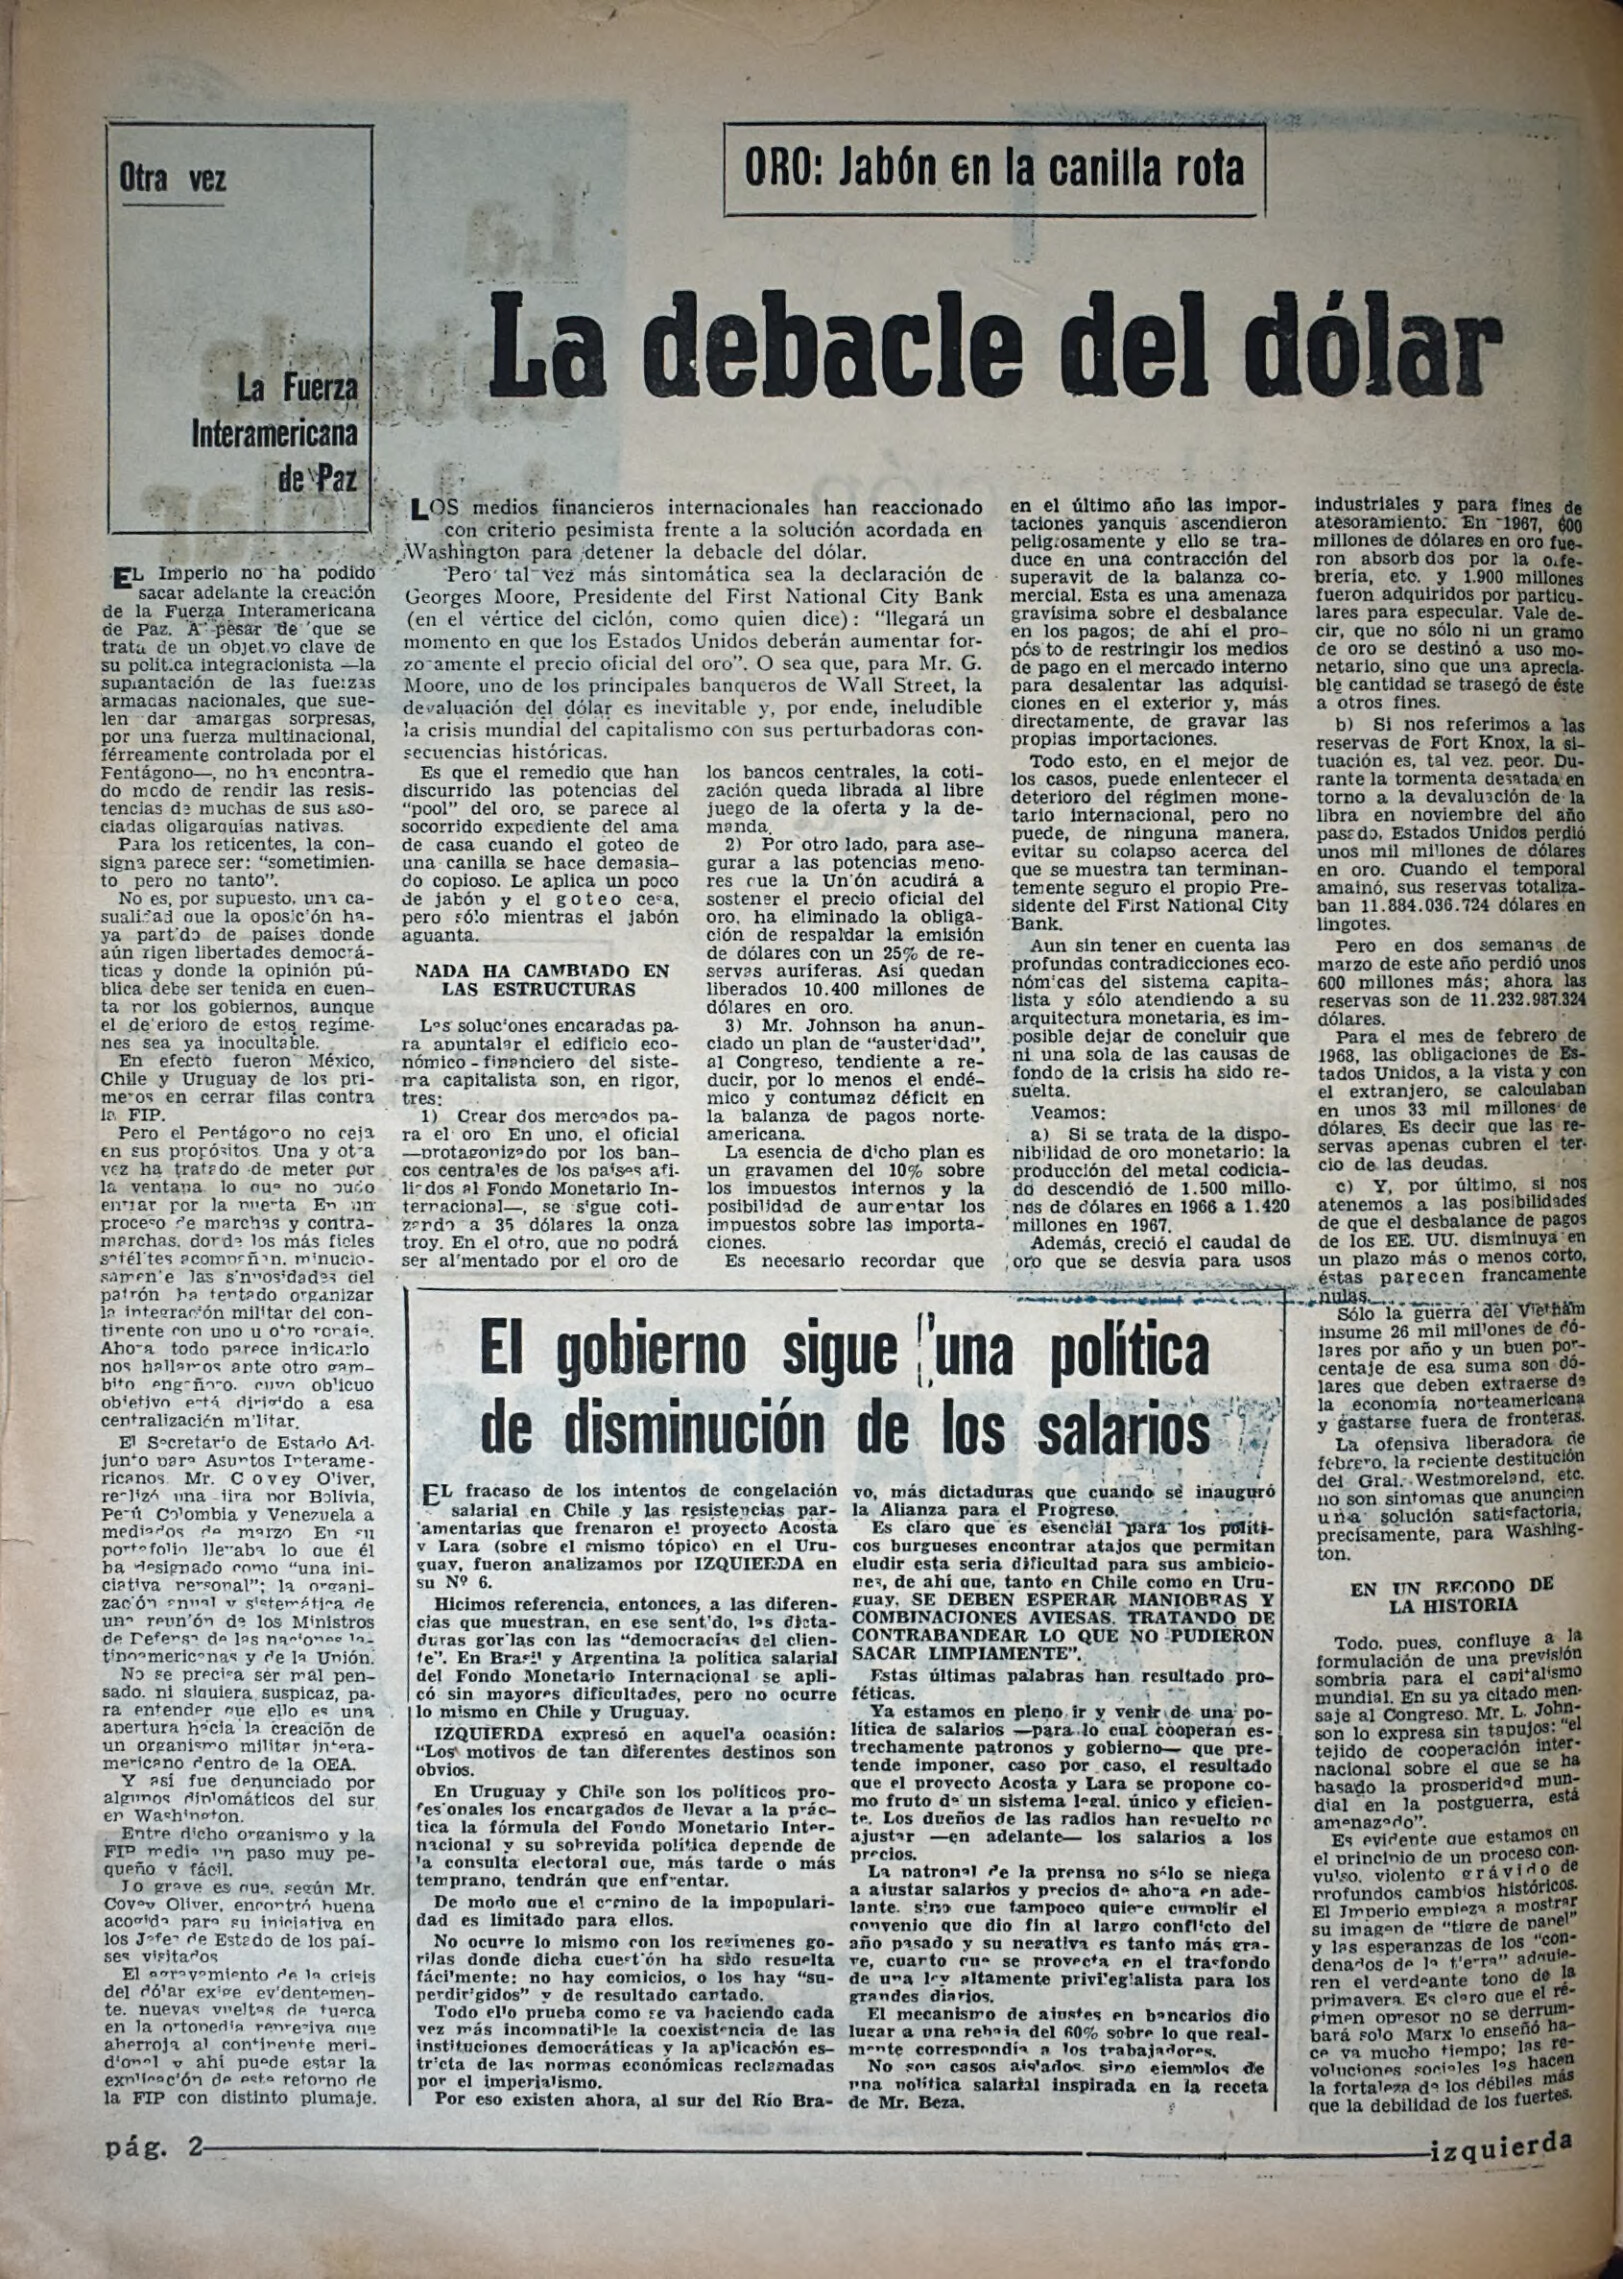 Otra vez
La Fuerza
Interamericana
de Paz
EL Imperio no ha podido
sacar adelante la creación
de la Fuerza Interamericana
de Paz. A pesar de que se
trata de un objetivo clave de
su política integracionista —la
suplantación de las fuerzas
armadas nacionales, que sue-
len dar amargas sorpresas,
por una fuerza multinacional,
férreamente controlada por el
Pentágono—, no ha encontra-
do modo de rendir las resis-
tencias de muchas de sus aso-
ciadas oligarquías nativas.
Para los reticentes, la con-
signa parece ser: "sometimien-
to pero no tanto".
No es, por supuesto, una ca-
sualidad que la oposición ha-
ya partido de países donde
aún rigen libertades democrá-
ticas y donde la opinión pú-
blica debe ser tenida en cuen-
ta por los gobiernos, aunque
el deterioro de estos regíme-
nes sea ya inocultable.
En efecto fueron México,
Chile y Uruguay de los pri-
meros en cerrar filas contra
la FIP.
Pero el Pentágono no ceja
en sus propósitos. Una y otra
vez ha tratado de meter por
la ventana lo que no pudo
enviar por la puerta En un
proceso de marchas y contra-
marchas, donde los más fieles
satélites acompañan, minucio-
samente las sinuosidades del
patrón ha tentado organizar
la integración militar del con-
tinente con uno u otro ropaje.
Ahora todo parece indicarlo
nos hallamos ante otro gam-
bito engañoro, cuyo oblicuo
objetivo está dirigido a esa
centralización militar.
El Secretario de Estado Ad-
junto para Asuntos Interame-
ricanos Mr. Covey Oliver,
realizó una jira por Bolivia,
Perú Colombia y Venezuela a
mediados de marzo En su
portafolio llevaba lo que él
ha designado como "una ini-
ciativa personal"; la organi-
zación anual y sistemática de
una reunión de los Ministros
de Defensa de las naciones la-
tinoamericanas y de la Unión.
No se precisa ser mal pen-
sado, ni siquiera suspicaz, pa-
ra entender que ello es una
apertura hacia la creación de
un organismo militar intera-
mericano dentro de la OEA.
Y así fue denunciado por
algunos diplomáticos del sur
en Washington.
Entre dicho organismo y la
FIP media un paso muy pe-
queño y fácil.
Lo grave es que, según Mr.
Covey Oliver, encontró buena
acogida para su iniciativa en
los Jefes de Estado de los paí-
ses visitados
El agravamiento de la crisis
del dólar exige evidentemen-
te, nuevas vueltas de tuerca
en la ortopedia represiva que
aherroja al continente meri-
dional y ahí puede estar la
explicación de este retorno de
la FIP con distinto plumaje.
ORO: Jabón en la canilla rota
La debacle del dólar
LOS medios financieros internacionales han reaccionado
con criterio pesimista frente a la solución acordada en
Washington para detener la debacle del dólar.
Pero tal vez más sintomática sea la declaración de
Georges Moore, Presidente del First National City Bank
(en el vértice del ciclón, como quien dice): "llegará un
momento en que los Estados Unidos deberán aumentar for-
zosamente el precio oficial del oro". O sea que, para Mr. G.
Moore, uno de los principales banqueros de Wall Street, la
devaluación del dólar es inevitable y, por ende, ineludible
la crisis mundial del capitalismo con sus perturbadoras con-
secuencias históricas.
Es que el remedio que han
discurrido las potencias del
"pool" del oro, se parece al
socorrido expediente del ama
de casa cuando el goteo de
una canilla se hace demasia-
do copioso. Le aplica un poco
de jabón y el goteo cesa,
pero sólo mientras el jabón
aguanta.
NADA HA CAMBIADO EN
LAS ESTRUCTURAS
Las soluciones encaradas pa-
ra apuntalar el edificio eco-
nómico - financiero del siste-
ma capitalista son, en rigor,
tres:
1) Crear dos mercados pa-
ra el oro En uno, el oficial
—protagonizado por los ban-
cos centrales de los países afi-
liados al Fondo Monetario In-
ternacional—, se sigue coti-
zando a 35 dólares la onza
troy. En el otro, que no podrá
ser alimentado por el oro de
los bancos centrales, la coti-
zación queda librada al libre
juego de la oferta y la de-
manda.
2) Por otro lado, para ase-
gurar a las potencias meno-
res que la Unión acudirá a
sostener el precio oficial del
oro, ha eliminado la obliga-
ción de respaldar la emisión
de dólares con un 25% de re-
servas auríferas. Así quedan
liberados 10.400 millones de
dólares en oro.
3) Mr. Johnson ha anun-
ciado un plan de "austeridad",
al Congreso, tendiente a re-
ducir, por lo menos el endé-
mico y contumaz déficit en
la balanza de pagos norte-
americana.
La esencia de dicho plan es
un gravamen del 10% sobre
los impuestos internos y la
posibilidad de aumentar los
impuestos sobre las importa-
ciones.
Es necesario recordar que
en el último año las impor-
taciones yanquis ascendieron
peligrosamente y ello se tra-
duce en una contracción del
superavit de la balanza co-
mercial. Esta es una amenaza
gravísima sobre el desbalance
en los pagos; de ahí el pro-
pósito de restringir los medios
de pago en el mercado interno
para desalentar las adquisi-
ciones en el exterior y, más
directamente, de gravar las
propias importaciones.
Todo esto, en el mejor de
los casos, puede enlentecer el
deterioro del régimen mone-
tario internacional, pero no
puede, de ninguna manera,
evitar su colapso acerca del
que se muestra tan terminan-
temente seguro el propio Pre-
sidente del First National City
Bank.
Aun sin tener en cuenta las
profundas contradicciones eco-
nómicas del sistema capita-
lista y sólo atendiendo a su
arquitectura monetaria, es im-
posible dejar de concluir que
ni una sola de las causas de
fondo de la crisis ha sido re-
suelta.
Veamos:
a) Si se trata de la dispo-
nibilidad de oro monetario: la
producción del metal codicia-
do descendió de 1.500 millo-
nes de dólares en 1966 a 1.420
millones en 1967.
Además, creció el caudal de
oro que se desvía para usos
industriales y para fines de
atesoramiento. En 1967, 600
millones de dólares en oro fue-
ron absorbidos por la orfe-
brería, etc. y 1.900 millones
fueron adquiridos por particu-
lares para especular. Vale de-
cir, que no sólo ni un gramo
de oro se destinó a uso mo-
netario, sino que una aprecia-
ble cantidad se trasegó de éste
a otros fines.
b) Si nos referimos a las
reservas de Fort Knox, la si-
tuación es, tal vez. peor. Du-
rante la tormenta desatada en
torno a la devaluación de la
libra en noviembre del año
pasado, Estados Unidos perdió
unos mil millones de dólares
en oro. Cuando el temporal
amainó, sus reservas totaliza-
ban 11.884.036.724 dólares en
lingotes.
Pero en dos semanas de
marzo de este año perdió unos
600 millones más; ahora las
reservas son de 11.232.987.324
dólares.
Para el mes de febrero de
1968, las obligaciones de Es-
tados Unidos, a la vista y con
el extranjero, se calculaban
en unos 33 mil millones de
dólares. Es decir que las re-
servas apenas cubren el ter-
cio de las deudas.
c) Y, por último, si nos
atenemos a las posibilidades
de que el desbalance de pagos
de los EE. UU. disminuya en
un plazo más o menos corto,
éstas parecen francamente
nulas.
Sólo la guerra del Vietnam
insume 26 mil millones de dó-
lares por año y un buen por-
centaje de esa suma son dó-
lares que deben extraerse de
la economía norteamericana
y gastarse fuera de fronteras.
La ofensiva liberadora de
febrero, la reciente destitución
del Gral. Westmoreland, etc.
no son síntomas que anuncien
una solución satisfactoria,
precisamente, para Washing-
ton.
EN UN RECODO DE
LA HISTORIA
Todo, pues, confluye a la
formulación de una previsión
sombría para el capitalismo
mundial. En su ya citado men-
saje al Congreso. Mr. L. John-
son lo expresa sin tapujos: "el
tejido de cooperación inter-
nacional sobre el que se ha
basado la prosperidad mun-
dial en la postguerra, está
amenazado".
Es evidente que estamos en
el principio de un proceso con-
vulso, violento grávido de
profundos cambios históricos.
El Imperio empieza a mostrar
su imagen de "tigre de papel"
y las esperanzas de los "con-
denados de la tierra" adquie-
ren el verdeante tono de la
primavera. Es claro que el ré-
gimen opresor no se derrum-
bará solo Marx lo enseñó ha-
ce ya mucho tiempo; las re-
voluciones sociales las hacen
la fortaleza de los débiles más
que la debilidad de los fuertes.
El gobierno sigue una política
de disminución de los salarios
EL fracaso de los intentos de congelación
salarial en Chile y las resistencias par-
lamentarias que frenaron el proyecto Acosta
y Lara (sobre el mismo tópico) en el Uru-
guay, fueron analizamos por IZQUIERDA en
su Nº 6.
Hicimos referencia, entonces, a las diferen-
cias que muestran, en ese sentido, las dicta-
duras gorilas con las "democracias del clien-
te". En Brasil y Argentina la política salarial
del Fondo Monetario Internacional se apli-
có sin mayores dificultades, pero no ocurre
lo mismo en Chile y Uruguay.
IZQUIERDA expresó en aquella ocasión:
"Los motivos de tan diferentes destinos son
obvios.
En Uruguay y Chile son los políticos pro-
fesionales los encargados de llevar a la prác-
tica la fórmula del Fondo Monetario Inter-
nacional y su sobrevida política depende de
la consulta electoral que, más tarde o más
temprano, tendrán que enfrentar.
De modo que el camino de la impopulari-
dad es limitado para ellos.
No ocurre lo mismo con los regímenes go-
rilas donde dicha cuestión ha sido resuelta
fácilmente: no hay comicios, o los hay "su-
perdirigidos" y de resultado cantado.
Todo ello prueba como se va haciendo cada
vez más incompatible la coexistencia de las
instituciones democráticas y la aplicación es-
tricta de las normas económicas reclamadas
por el imperialismo.
Por eso existen ahora, al sur del Río Bra-
vo, más dictaduras que cuando se inauguró
la Alianza para el Progreso.
Es claro que es esencial para los políti-
cos burgueses encontrar atajos que permitan
eludir esta seria dificultad para sus ambicio-
nes, de ahí que, tanto en Chile como en Uru-
guay, SE DEBEN ESPERAR MANIOBRAS Y
COMBINACIONES AVIESAS, TRATANDO DE
CONTRABANDEAR LO QUE NO PUDIERON
SACAR LIMPIAMENTE".
Estas últimas palabras han resultado pro-
féticas.
Ya estamos en pleno ir y venir de una po-
lítica de salarios —para lo cual cooperan es-
trechamente patronos y gobierno— que pre-
tende imponer, caso por caso, el resultado
que el proyecto Acosta y Lara se propone co-
mo fruto de un sistema legal, único y eficien-
te. Los dueños de las radios han resuelto no
ajustar —en adelante— los salarios a los
precios.
La patronal de la prensa no sólo se niega
a ajustar salarios y precios de ahora en ade-
lante, sino que tampoco quiere cumplir el
convenio que dio fin al largo conflicto del
año pasado y su negativa es tanto más gra-
ve, cuarto que se proyecta en el trasfondo
de una ley altamente privilegialista para los
grandes diarios.
El mecanismo de ajustes en bancarios dio
lugar a una rebaja del 60% sobre lo que real-
mente correspondía a los trabajadores.
No son casos aislados, sino ejemplos de
una política salarial inspirada en la receta
de Mr. Beza.
pág. 2
izquierda